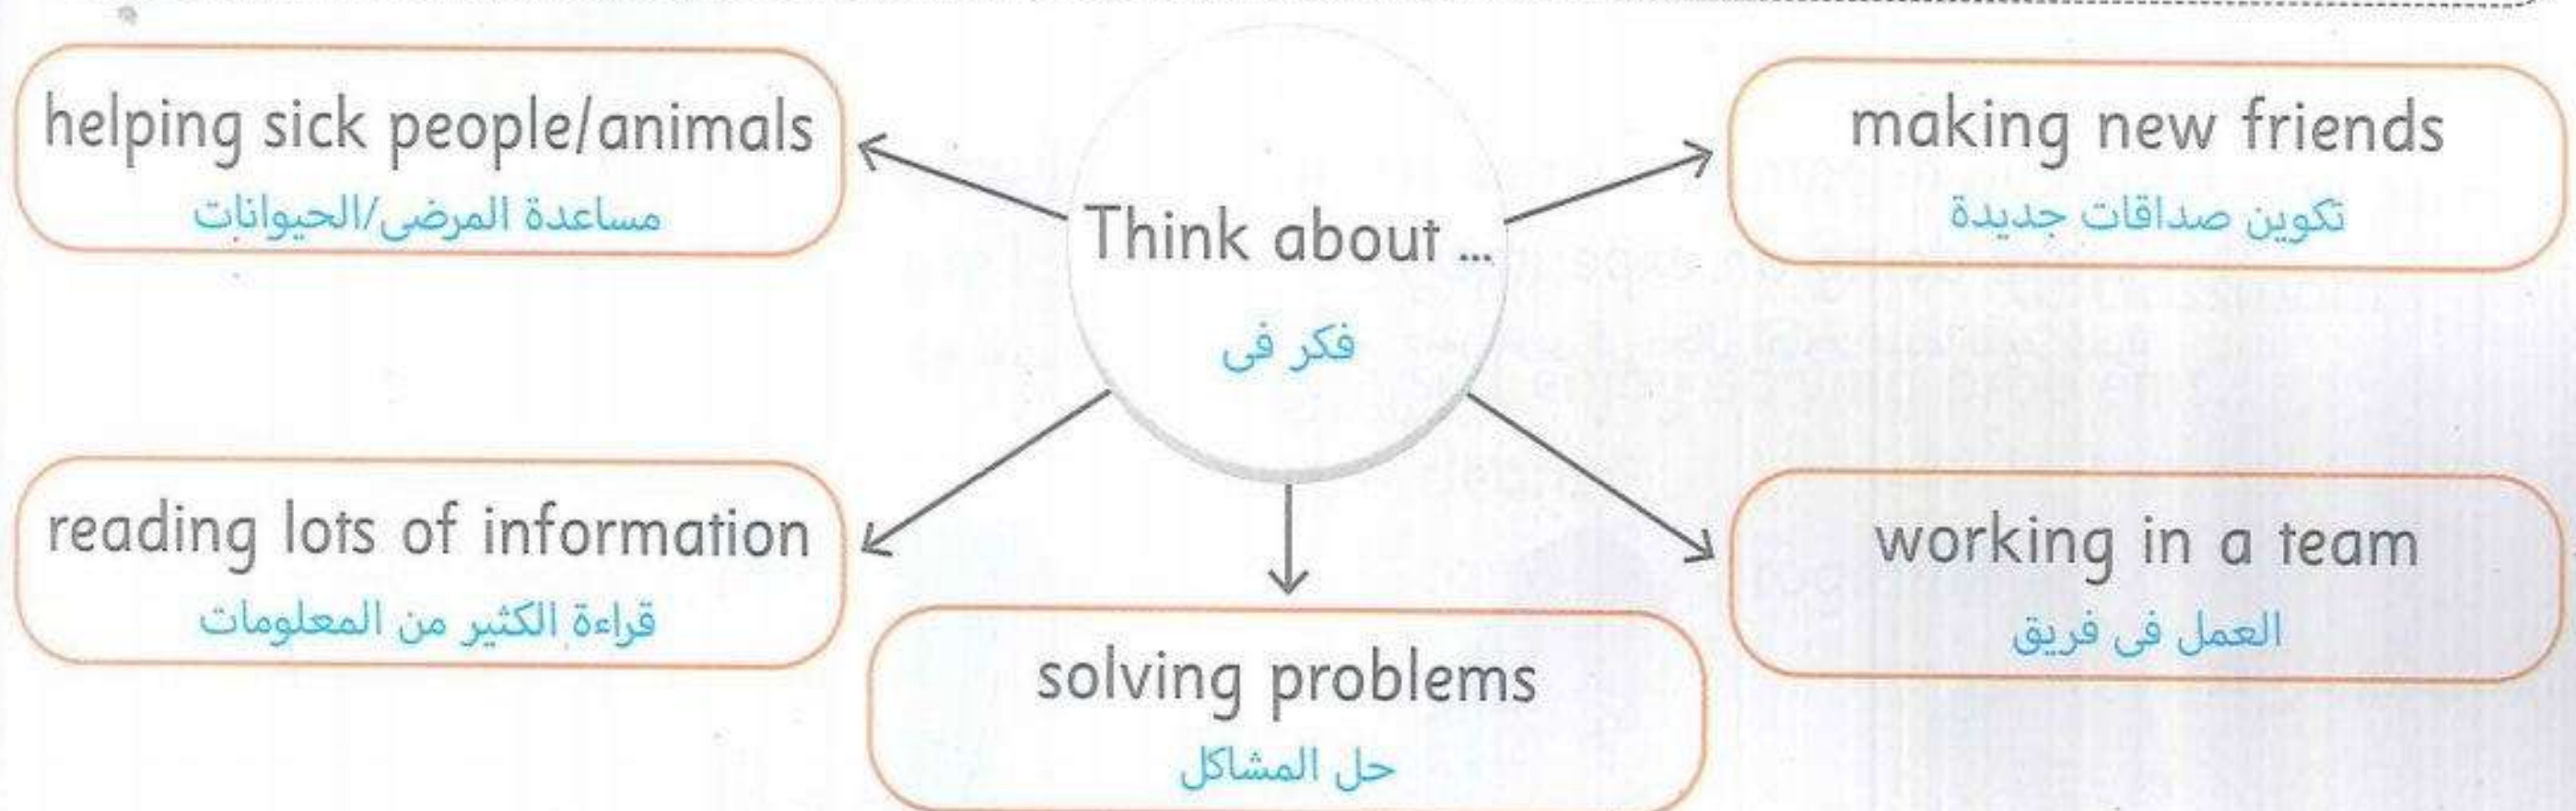 helping sick people/animals
مساعدة المرضى/الحيوانات
Think about ...
فكر فى
making new friends
تكوين صداقات جديدة
reading lots of information
قراءة الكثير من المعلومات
solving problems
حل المشاكل
working in a team
العمل فى فريق